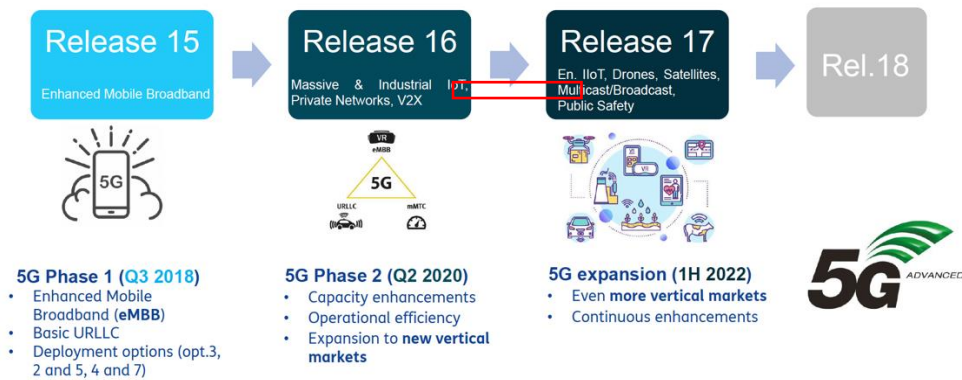 Release 15
Enhanced Mobile Broadband
Release 16
Massive & Industrial IoT,
Private Networks, V2X
Release 17
En. IIoT, Drones, Satellites,
Multicast/Broadcast,
Public Safety
Rel.18
5G
VR
eMBB
5G
URLLC
mMTC
VR
5G Phase 1 (Q3 2018)
• Enhanced Mobile
Broadband (eMBB)
• Basic URLLC
• Deployment options (opt.3,
2 and 5, 4 and 7)
5G Phase 2 (Q2 2020)
• Capacity enhancements
• Operational efficiency
• Expansion to new vertical
markets
5G expansion (1H 2022)
• Even more vertical markets
• Continuous enhancements
5G ADVANCED